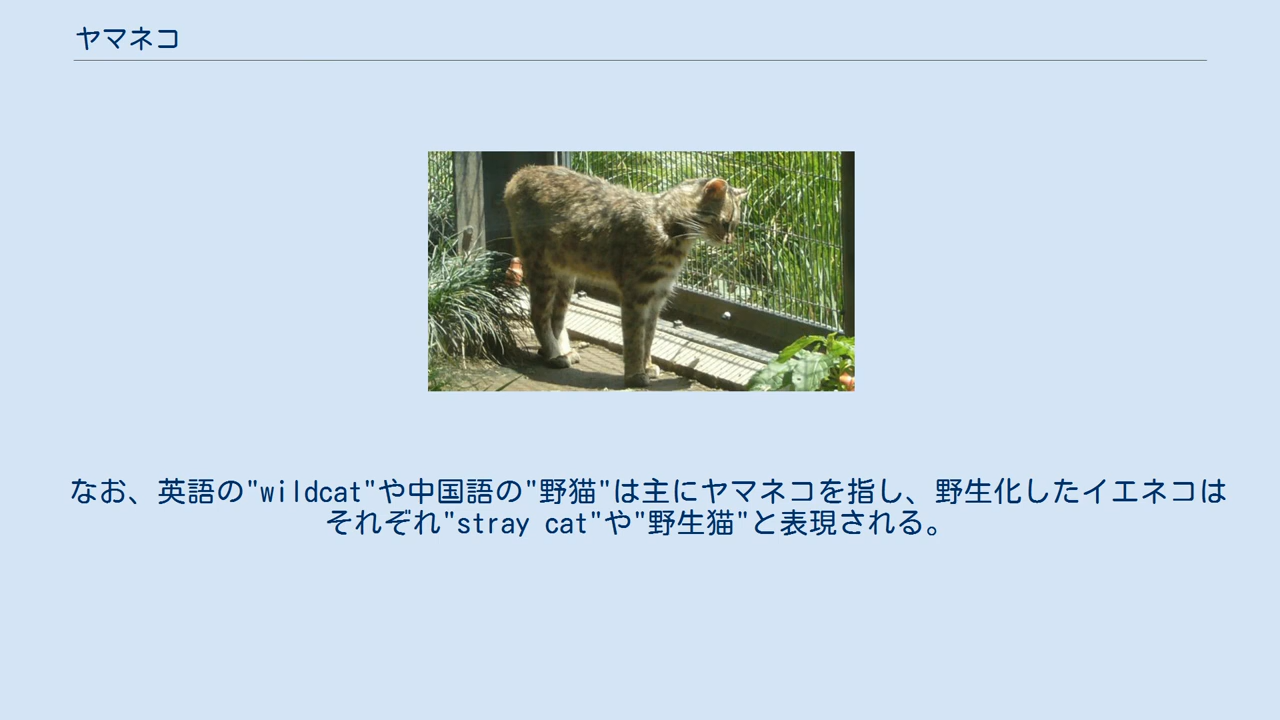 ヤマネコ
なお、英語の"wildcat"や中国語の"野猫"は主にヤマネコを指し、野生化したイエネコは
それぞれ"stray cat"や"野生猫"と表現される。